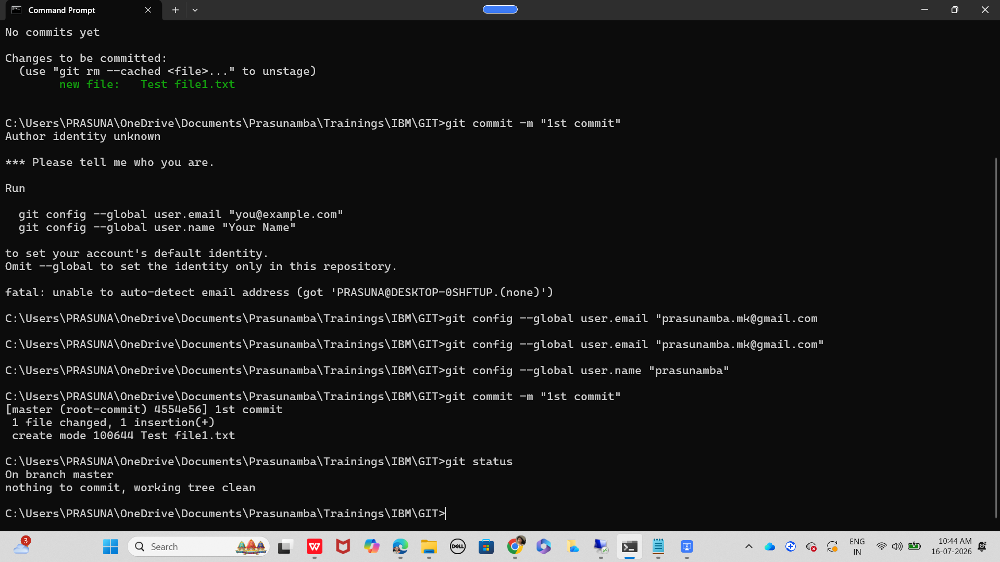 Command Prompt
No commits yet
Changes to be committed:
  (use "git rm --cached <file>..." to unstage)
        new file:   Test file1.txt
C:\Users\PRASUNA\OneDrive\Documents\Prasunamba\Trainings\IBM\GIT>git commit -m "1st commit"
Author identity unknown
*** Please tell me who you are.
Run
  git config --global user.email "you@example.com"
  git config --global user.name "Your Name"
to set your account's default identity.
Omit --global to set the identity only in this repository.
fatal: unable to auto-detect email address (got 'PRASUNA@DESKTOP-0SHFTUP.(none)')
C:\Users\PRASUNA\OneDrive\Documents\Prasunamba\Trainings\IBM\GIT>git config --global user.email "prasunamba.mk@gmail.com
C:\Users\PRASUNA\OneDrive\Documents\Prasunamba\Trainings\IBM\GIT>git config --global user.email "prasunamba.mk@gmail.com"
C:\Users\PRASUNA\OneDrive\Documents\Prasunamba\Trainings\IBM\GIT>git config --global user.name "prasunamba"
C:\Users\PRASUNA\OneDrive\Documents\Prasunamba\Trainings\IBM\GIT>git commit -m "1st commit"
[master (root-commit) 4554e56] 1st commit
 1 file changed, 1 insertion(+)
 create mode 100644 Test file1.txt
C:\Users\PRASUNA\OneDrive\Documents\Prasunamba\Trainings\IBM\GIT>git status
On branch master
nothing to commit, working tree clean
C:\Users\PRASUNA\OneDrive\Documents\Prasunamba\Trainings\IBM\GIT>
3
Search
W
DELL
ENG
IN
10:44 AM
16-07-2026